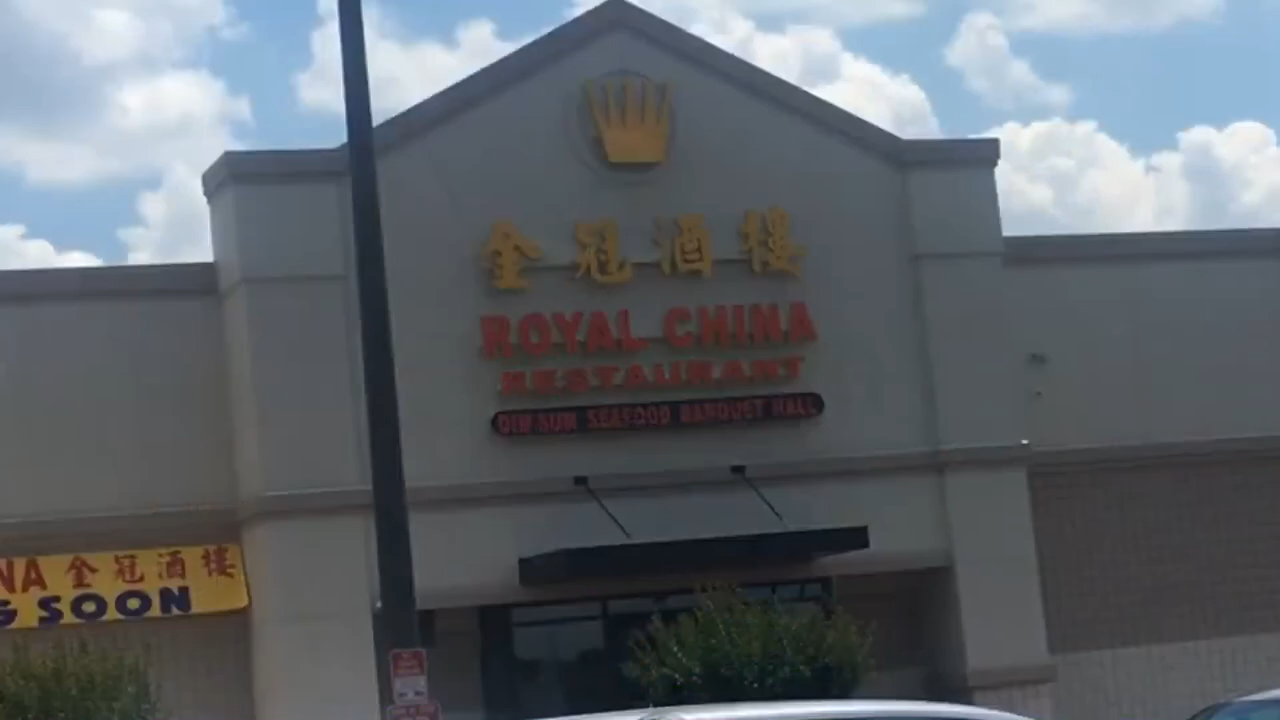 金冠酒樓
ROYAL CHINA
RESTAURANT
DIM SUM SEAFOOD BANQUET HALL
NA 金冠酒樓
G SOON